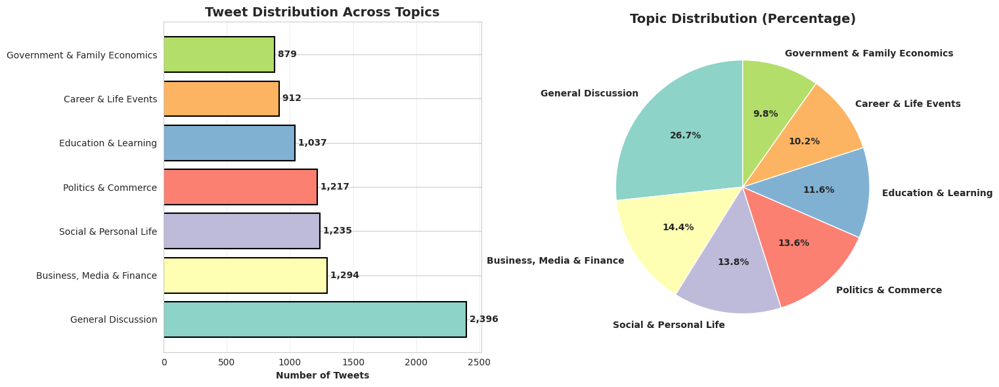 Tweet Distribution Across Topics
Government & Family Economics
879
Career & Life Events
912
Education & Learning
1,037
Politics & Commerce
1,217
Social & Personal Life
1,235
Business, Media & Finance
1,294
General Discussion
2,396
0 500 1000 1500 2000 2500
Number of Tweets
Topic Distribution (Percentage)
Government & Family Economics
9.8%
Career & Life Events
10.2%
Education & Learning
11.6%
Politics & Commerce
13.6%
Social & Personal Life
13.8%
Business, Media & Finance
14.4%
General Discussion
26.7%